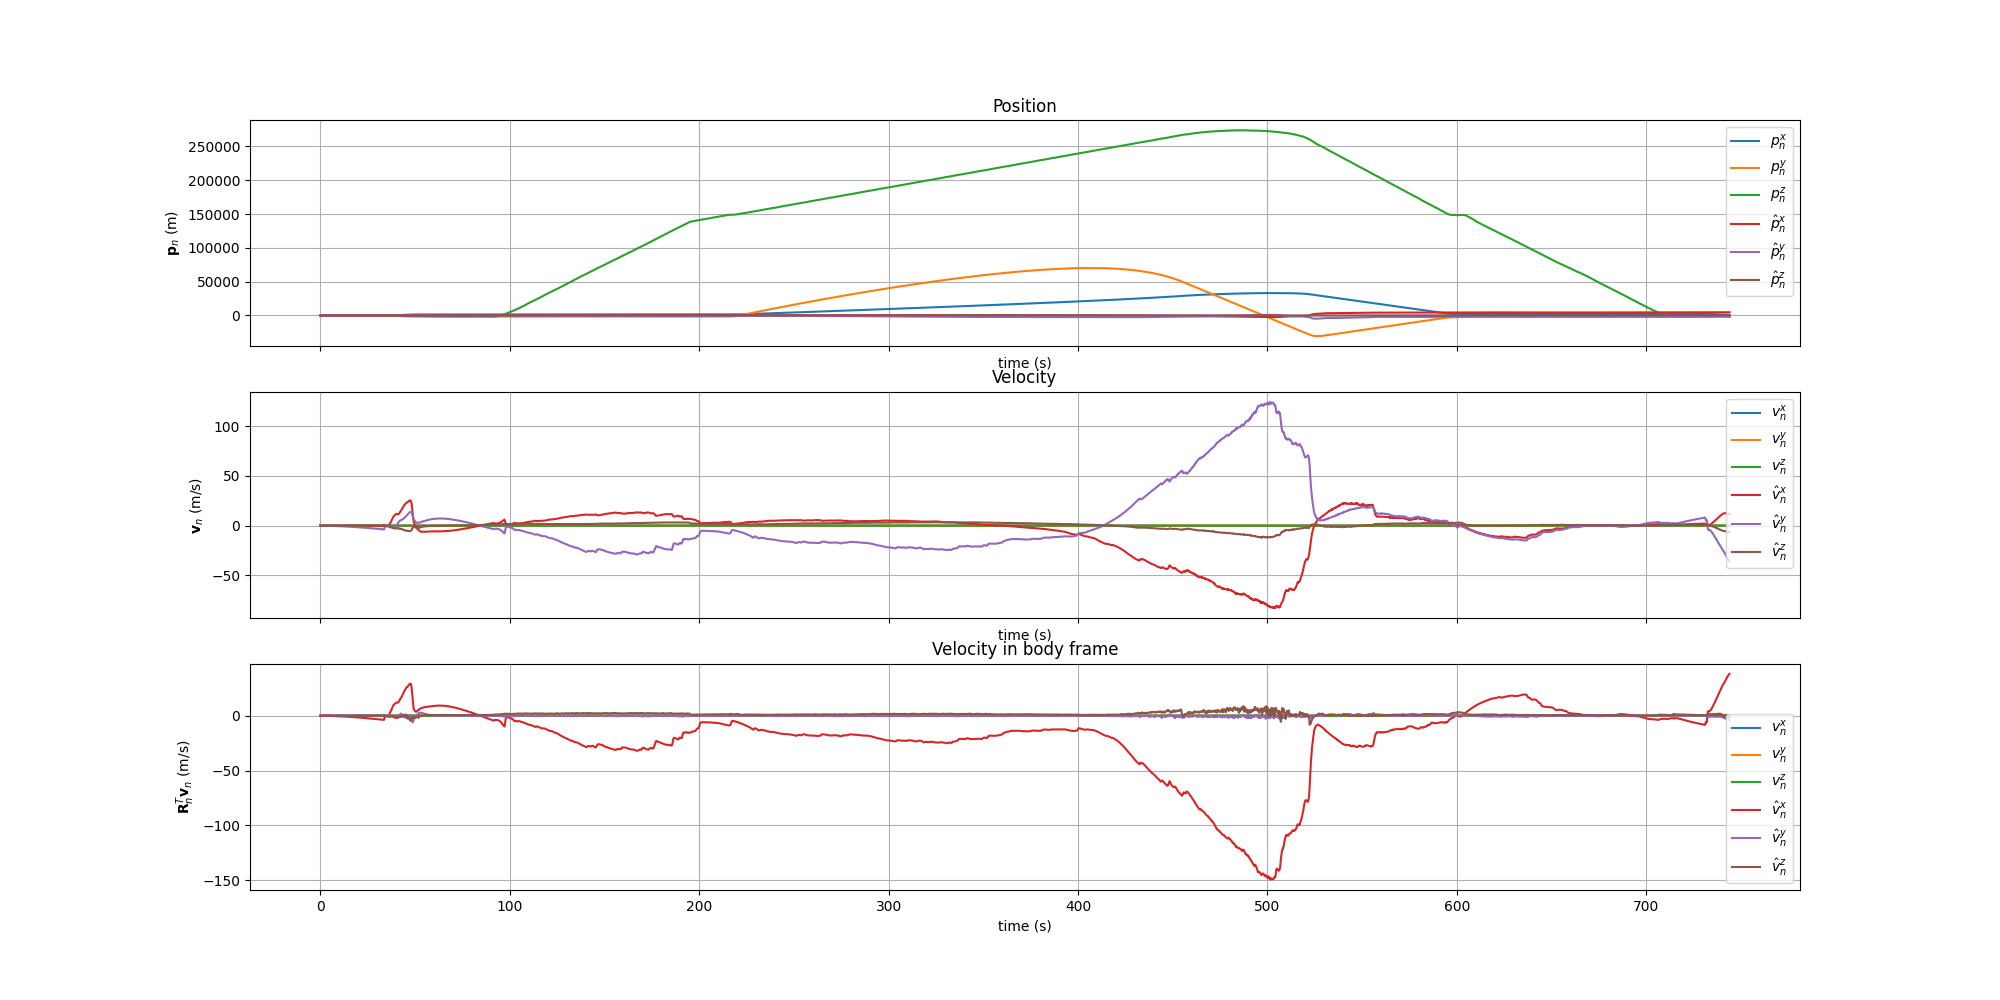 Position
250000
200000
150000
100000
50000
0
p_n (m)
p_n^x
p_n^y
p_n^z
p̂_n^x
p̂_n^y
p̂_n^z
time (s)
Velocity
100
50
0
−50
v_n (m/s)
v_n^x
v_n^y
v_n^z
v̂_n^x
v̂_n^y
v̂_n^z
time (s)
Velocity in body frame
0
−50
−100
−150
R_n^T v_n (m/s)
v_n^x
v_n^y
v_n^z
v̂_n^x
v̂_n^y
v̂_n^z
0 100 200 300 400 500 600 700
time (s)